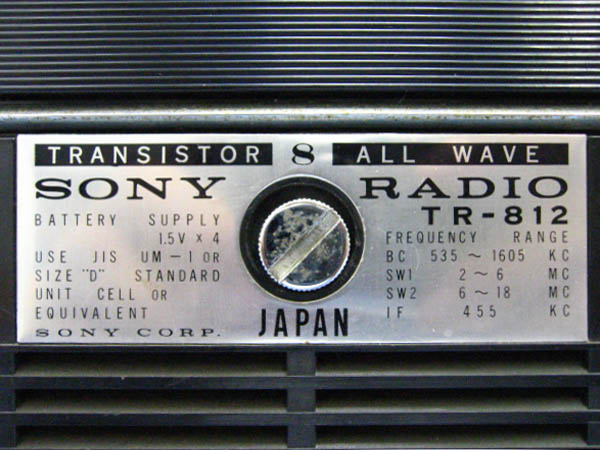 TRANSISTOR 8 ALL WAVE
SONY RADIO
TR-812
BATTERY SUPPLY
1.5V × 4
USE JIS UM-1 OR
SIZE "D" STANDARD
UNIT CELL OR
EQUIVALENT
SONY CORP.
JAPAN
FREQUENCY RANGE
BC 535 ~ 1605 KC
SW1 2 ~ 6 MC
SW2 6 ~ 18 MC
IF 455 KC